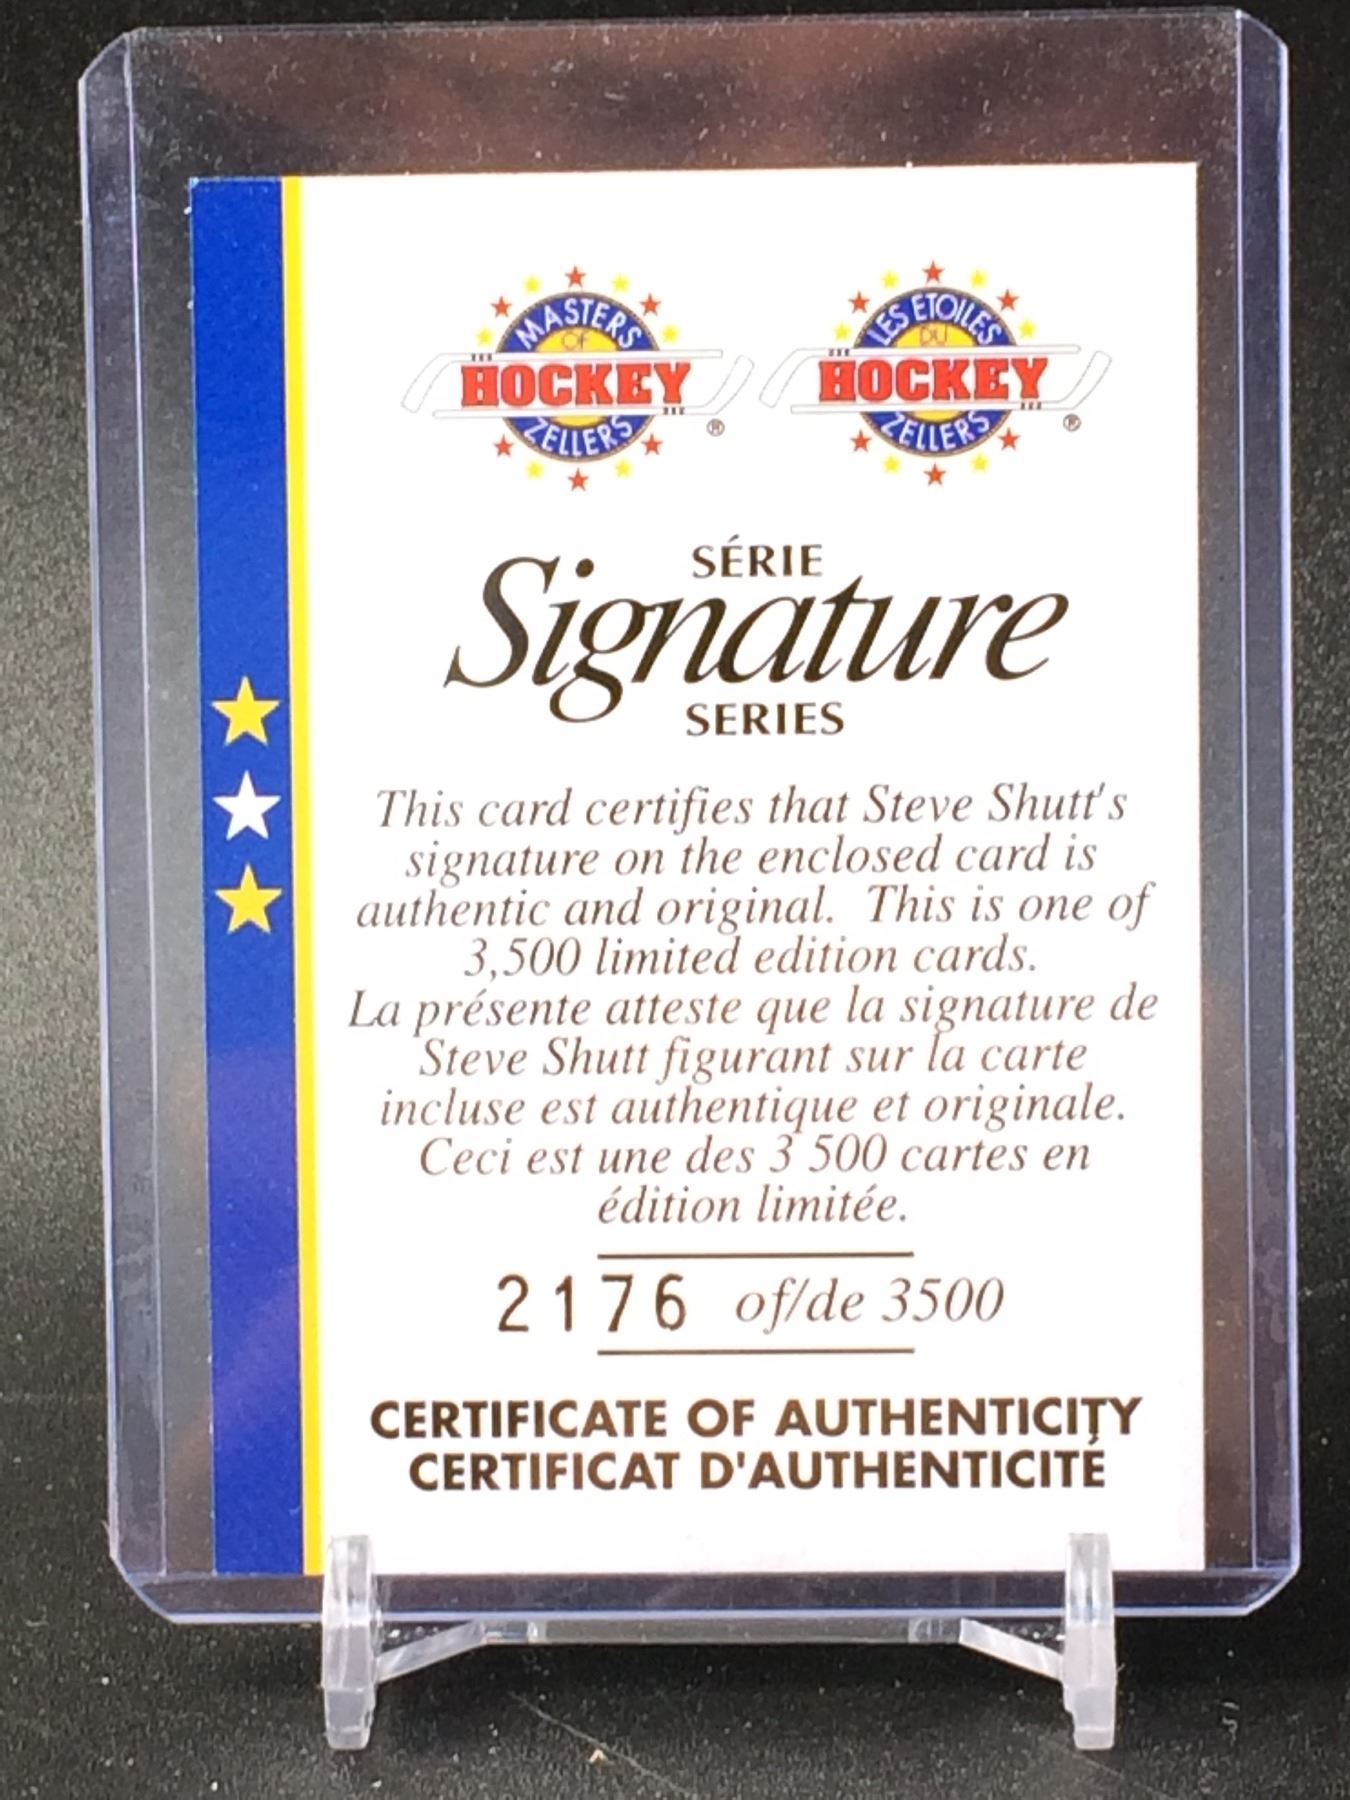 MASTERS
OF
HOCKEY
ZELLERS
®
LES ETOILES
DU
HOCKEY
ZELLERS
®
SÉRIE
Signature
SERIES
This card certifies that Steve Shutt's
signature on the enclosed card is
authentic and original. This is one of
3,500 limited edition cards.
La présente atteste que la signature de
Steve Shutt figurant sur la carte
incluse est authentique et originale.
Ceci est une des 3 500 cartes en
édition limitée.
2176 of/de 3500
CERTIFICATE OF AUTHENTICITY
CERTIFICAT D'AUTHENTICITÉ